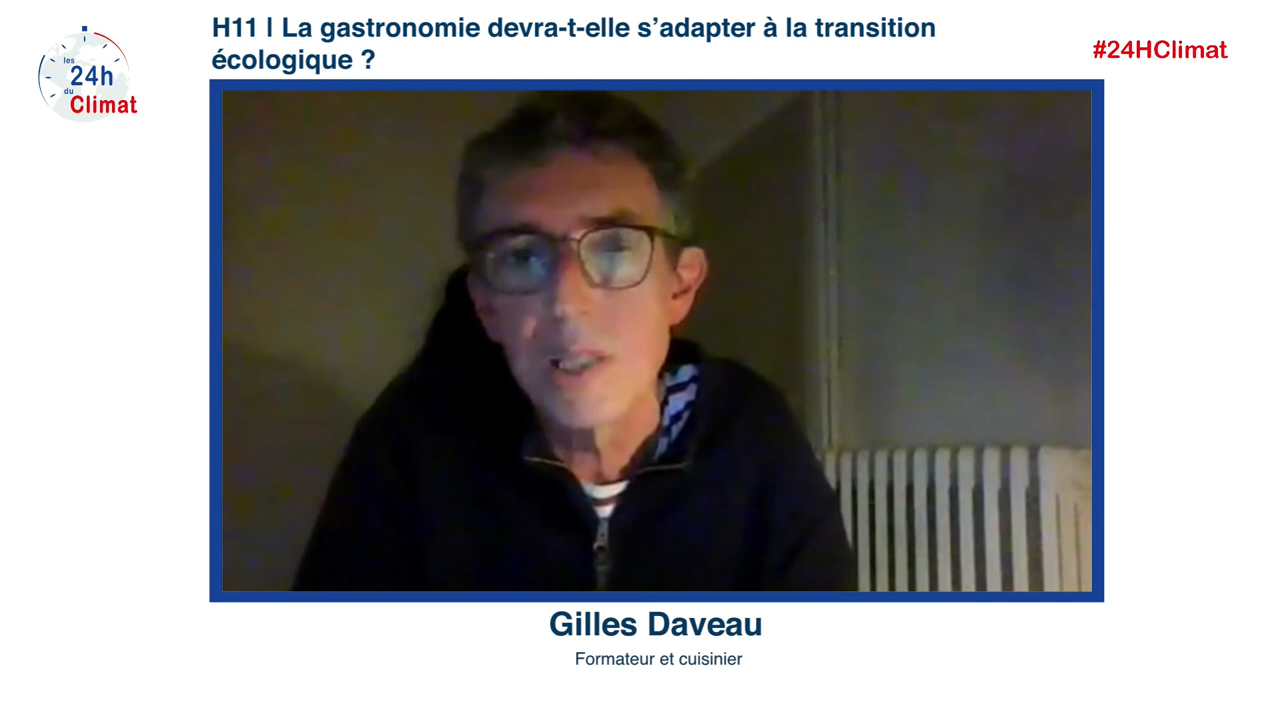 H11 | La gastronomie devra-t-elle s’adapter à la transition
écologique ?
#24HClimat
les
24h
du
Climat
Gilles Daveau
Formateur et cuisinier